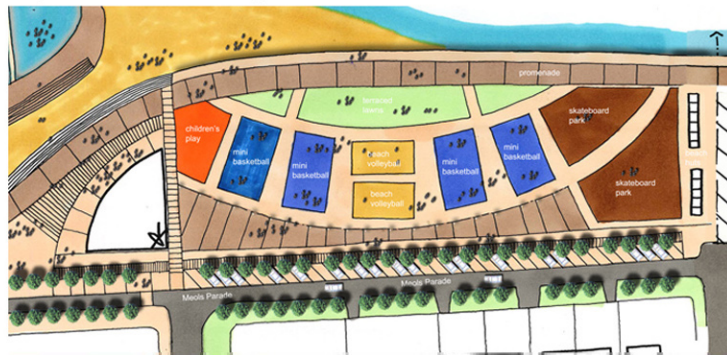 promenade
terraced
lawns
skateboard
park
children's
play
mini
basketball
mini
basketball
beach
volleyball
mini
basketball
mini
basketball
beach
volleyball
skateboard
park
Meols Parade
Meols Parade